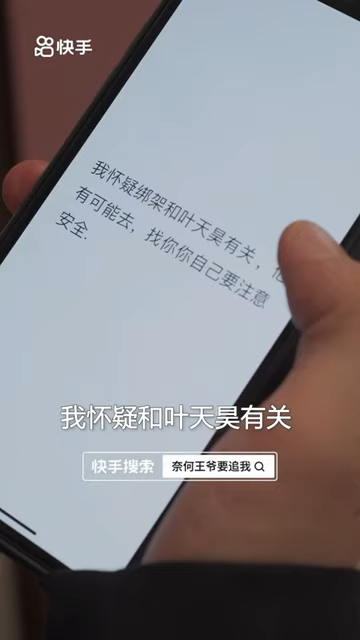 快手
我怀疑绑架和叶天昊有关，他
有可能去，找你你自己要注意
安全.
我怀疑和叶天昊有关
快手搜索 奈何王爷要追我